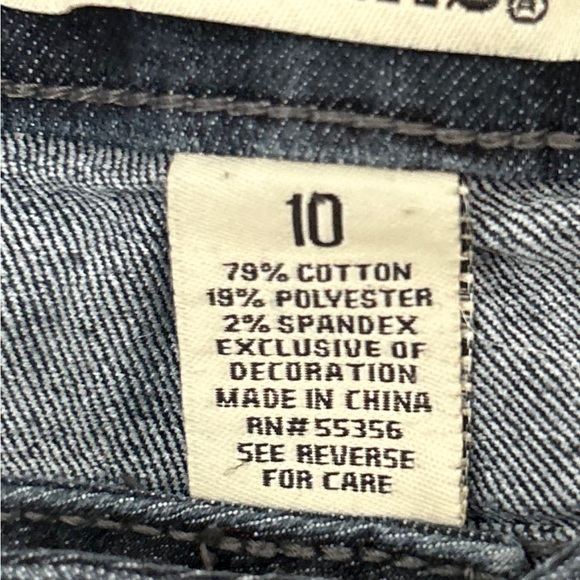 10
79% COTTON
19% POLYESTER
2% SPANDEX
EXCLUSIVE OF
DECORATION
MADE IN CHINA
RN# 55356
SEE REVERSE
FOR CARE